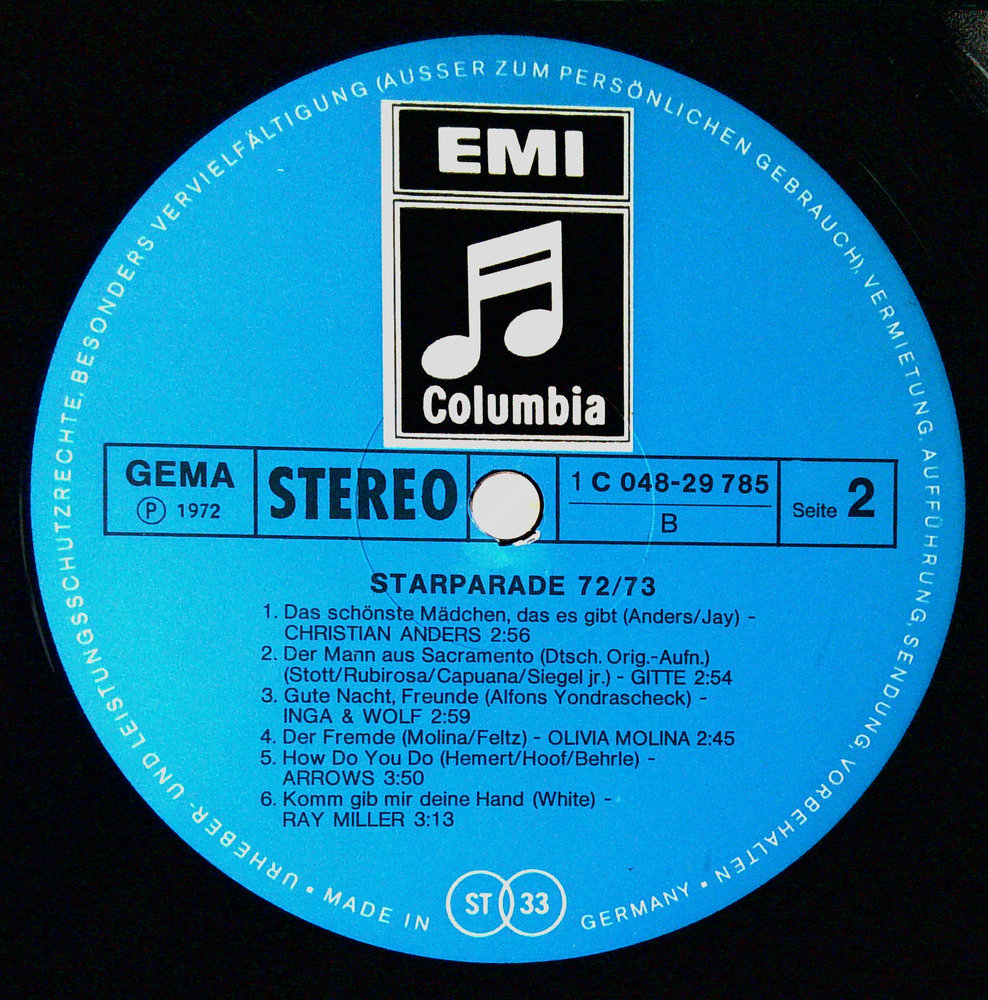 URHEBER- UND LEISTUNGSSCHUTZRECHTE, BESONDERS VERVIELFÄLTIGUNG (AUSSER ZUM PERSÖNLICHEN GEBRAUCH), VERMIETUNG, AUFFÜHRUNG, SENDUNG, VORBEHALTEN •
EMI
Columbia
GEMA
Ⓟ 1972
STEREO
1 C 048-29 785
B
Seite 2
STARPARADE 72/73
1. Das schönste Mädchen, das es gibt (Anders/Jay) -
CHRISTIAN ANDERS 2:56
2. Der Mann aus Sacramento (Dtsch. Orig.-Aufn.)
(Stott/Rubirosa/Capuana/Siegel jr.) - GITTE 2:54
3. Gute Nacht, Freunde (Alfons Yondrascheck) -
INGA & WOLF 2:59
4. Der Fremde (Molina/Feltz) - OLIVIA MOLINA 2:45
5. How Do You Do (Hemert/Hoof/Behrle) -
ARROWS 3:50
6. Komm gib mir deine Hand (White) -
RAY MILLER 3:13
• MADE IN ST 33 GERMANY